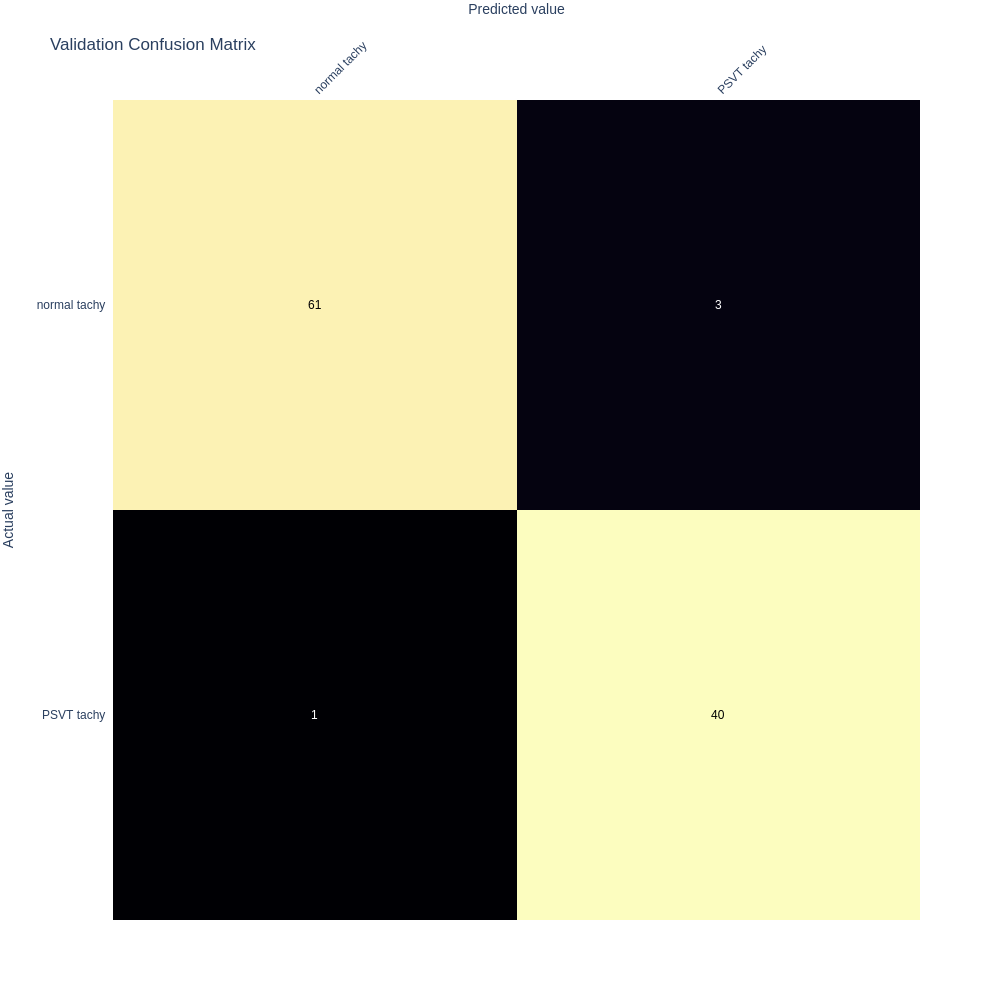 Predicted value
Validation Confusion Matrix
normal tachy
PSVT tachy
normal tachy
61
3
Actual value
PSVT tachy
1
40